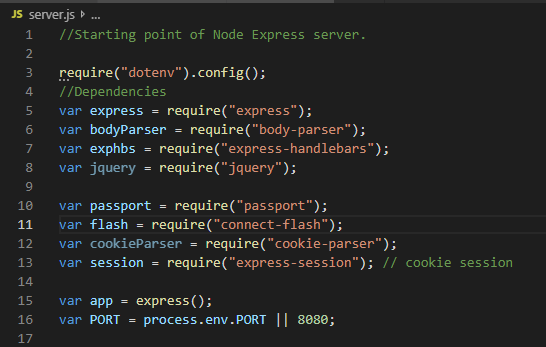 JS server.js > ...
1 //Starting point of Node Express server.
2
3 require("dotenv").config();
4 //Dependencies
5 var express = require("express");
6 var bodyParser = require("body-parser");
7 var exphbs = require("express-handlebars");
8 var jquery = require("jquery");
9
10 var passport = require("passport");
11 var flash = require("connect-flash");
12 var cookieParser = require("cookie-parser");
13 var session = require("express-session"); // cookie session
14
15 var app = express();
16 var PORT = process.env.PORT || 8080;
17